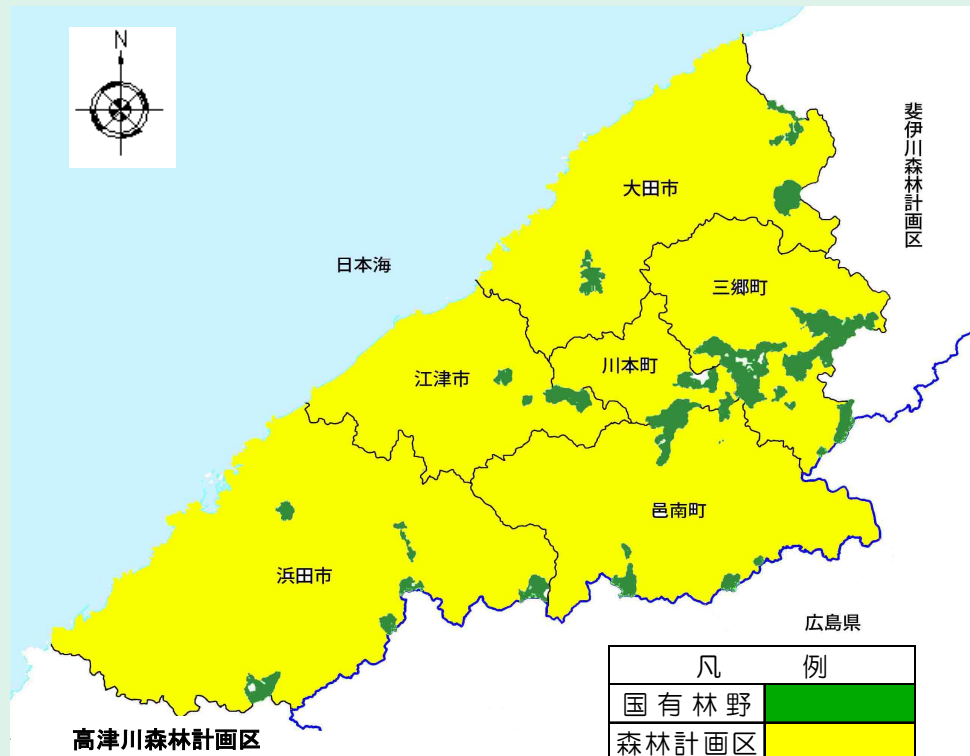 N
斐伊川森林計画区
大田市
日本海
三郷町
川本町
江津市
邑南町
浜田市
広島県
凡 例
国有林野
森林計画区
高津川森林計画区